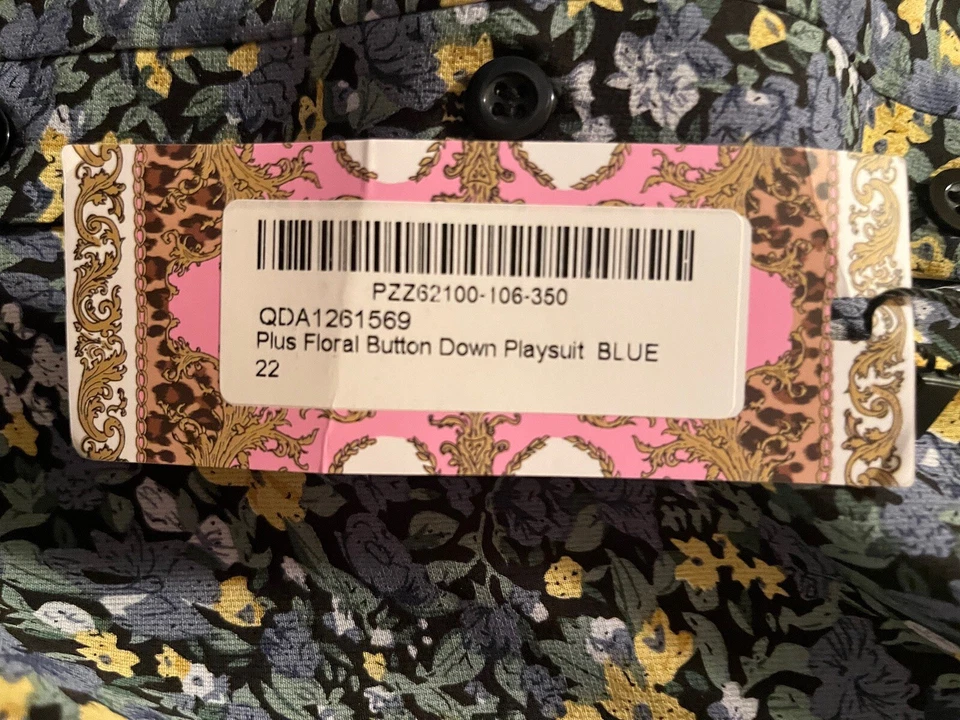 PZZ62100-106-350
QDA1261569
Plus Floral Button Down Playsuit BLUE
22